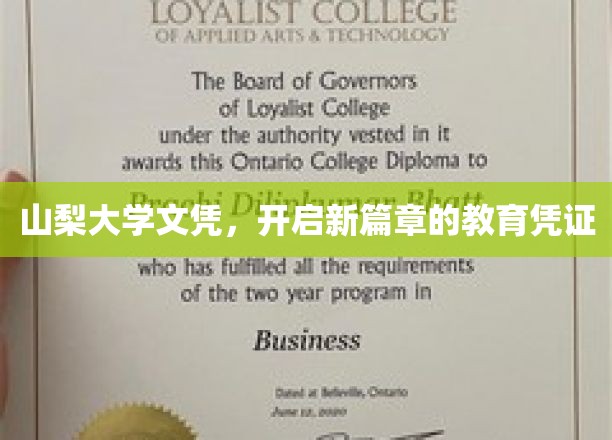 LOYALIST COLLEGE
OF APPLIED ARTS & TECHNOLOGY
The Board of Governors
of Loyalist College
under the authority vested in it
awards this Ontario College Diploma to
Prachi Dilipkumar Bhatt
山梨大学文凭，开启新篇章的教育凭证
who has fulfilled all the requirements
of the two year program in
Business
Dated at Belleville, Ontario
June 12, 2020